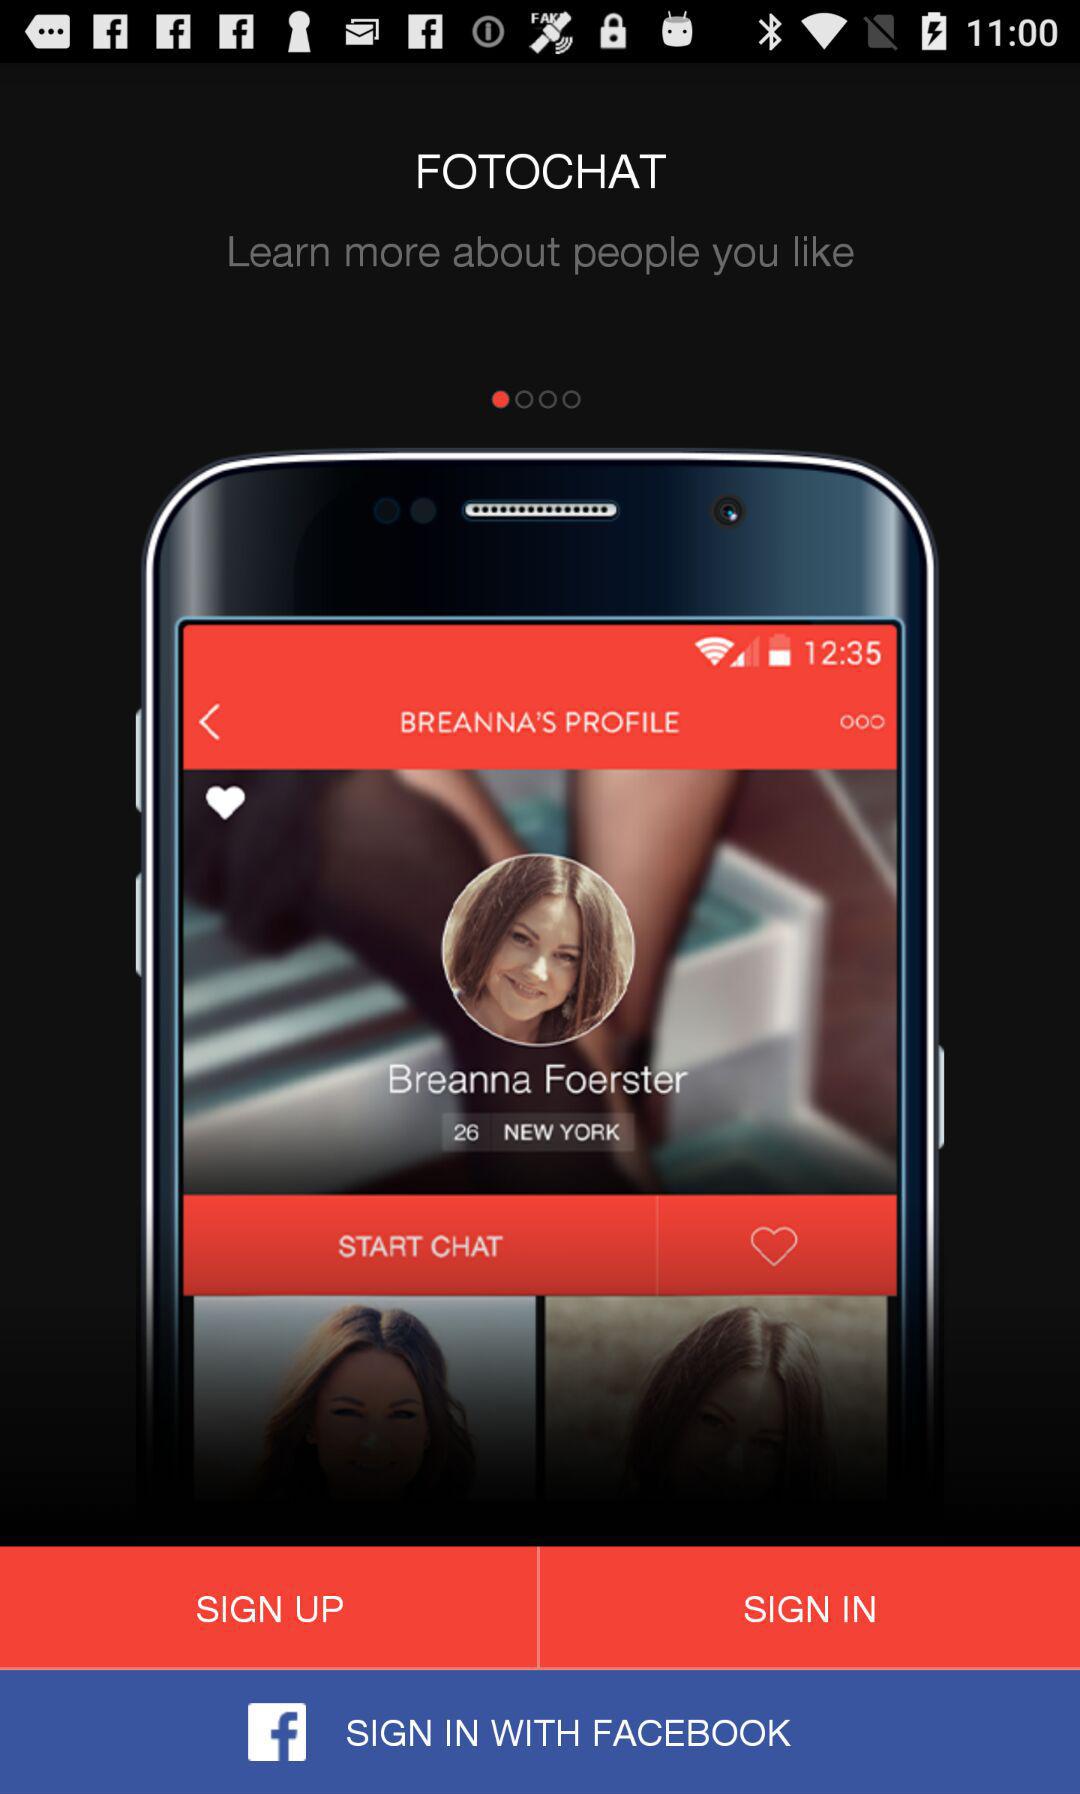 FAKE
11:00
FOTOCHAT
Learn more about people you like
12:35
BREANNA'S PROFILE
Breanna Foerster
26 NEW YORK
START CHAT
SIGN UP
SIGN IN
SIGN IN WITH FACEBOOK